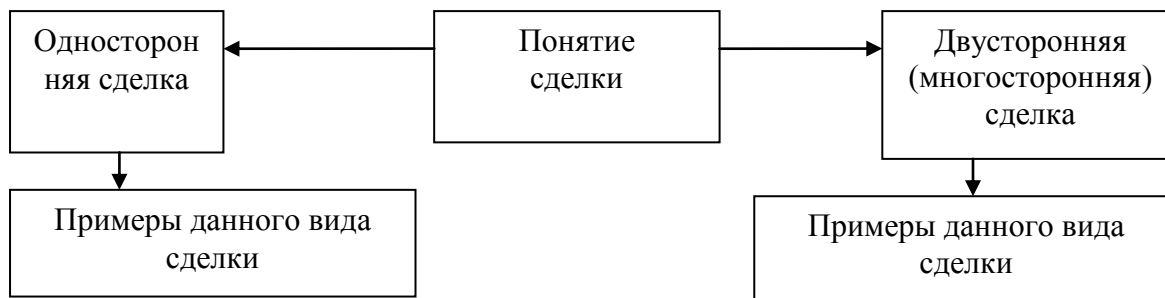 Односторон
няя сделка
Понятие
сделки
Двусторонняя
(многосторонняя)
сделка
Примеры данного вида
сделки
Примеры данного вида
сделки